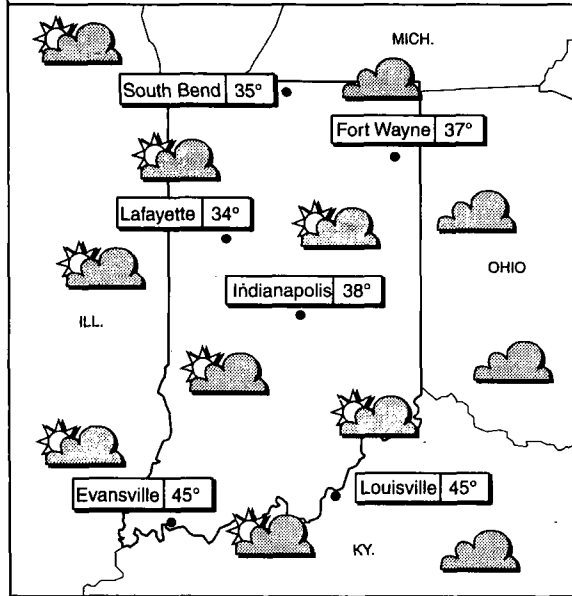 MICH.
South Bend 35°
Fort Wayne 37°
Lafayette 34°
OHIO
Indianapolis 38°
ILL.
Evansville 45°
Louisville 45°
KY.